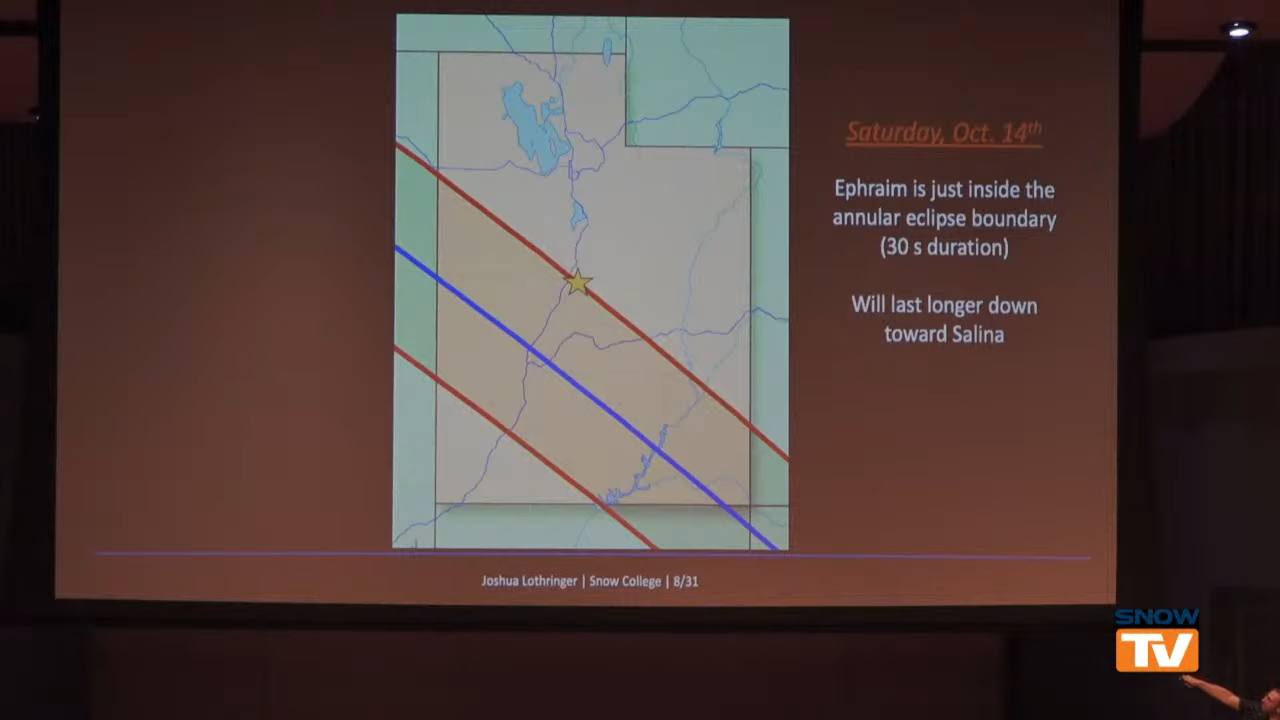 Saturday, Oct. 14th
Ephraim is just inside the
annular eclipse boundary
(30 s duration)
Will last longer down
toward Salina
Joshua Lothringer | Snow College | 8/31
SNOW
TV